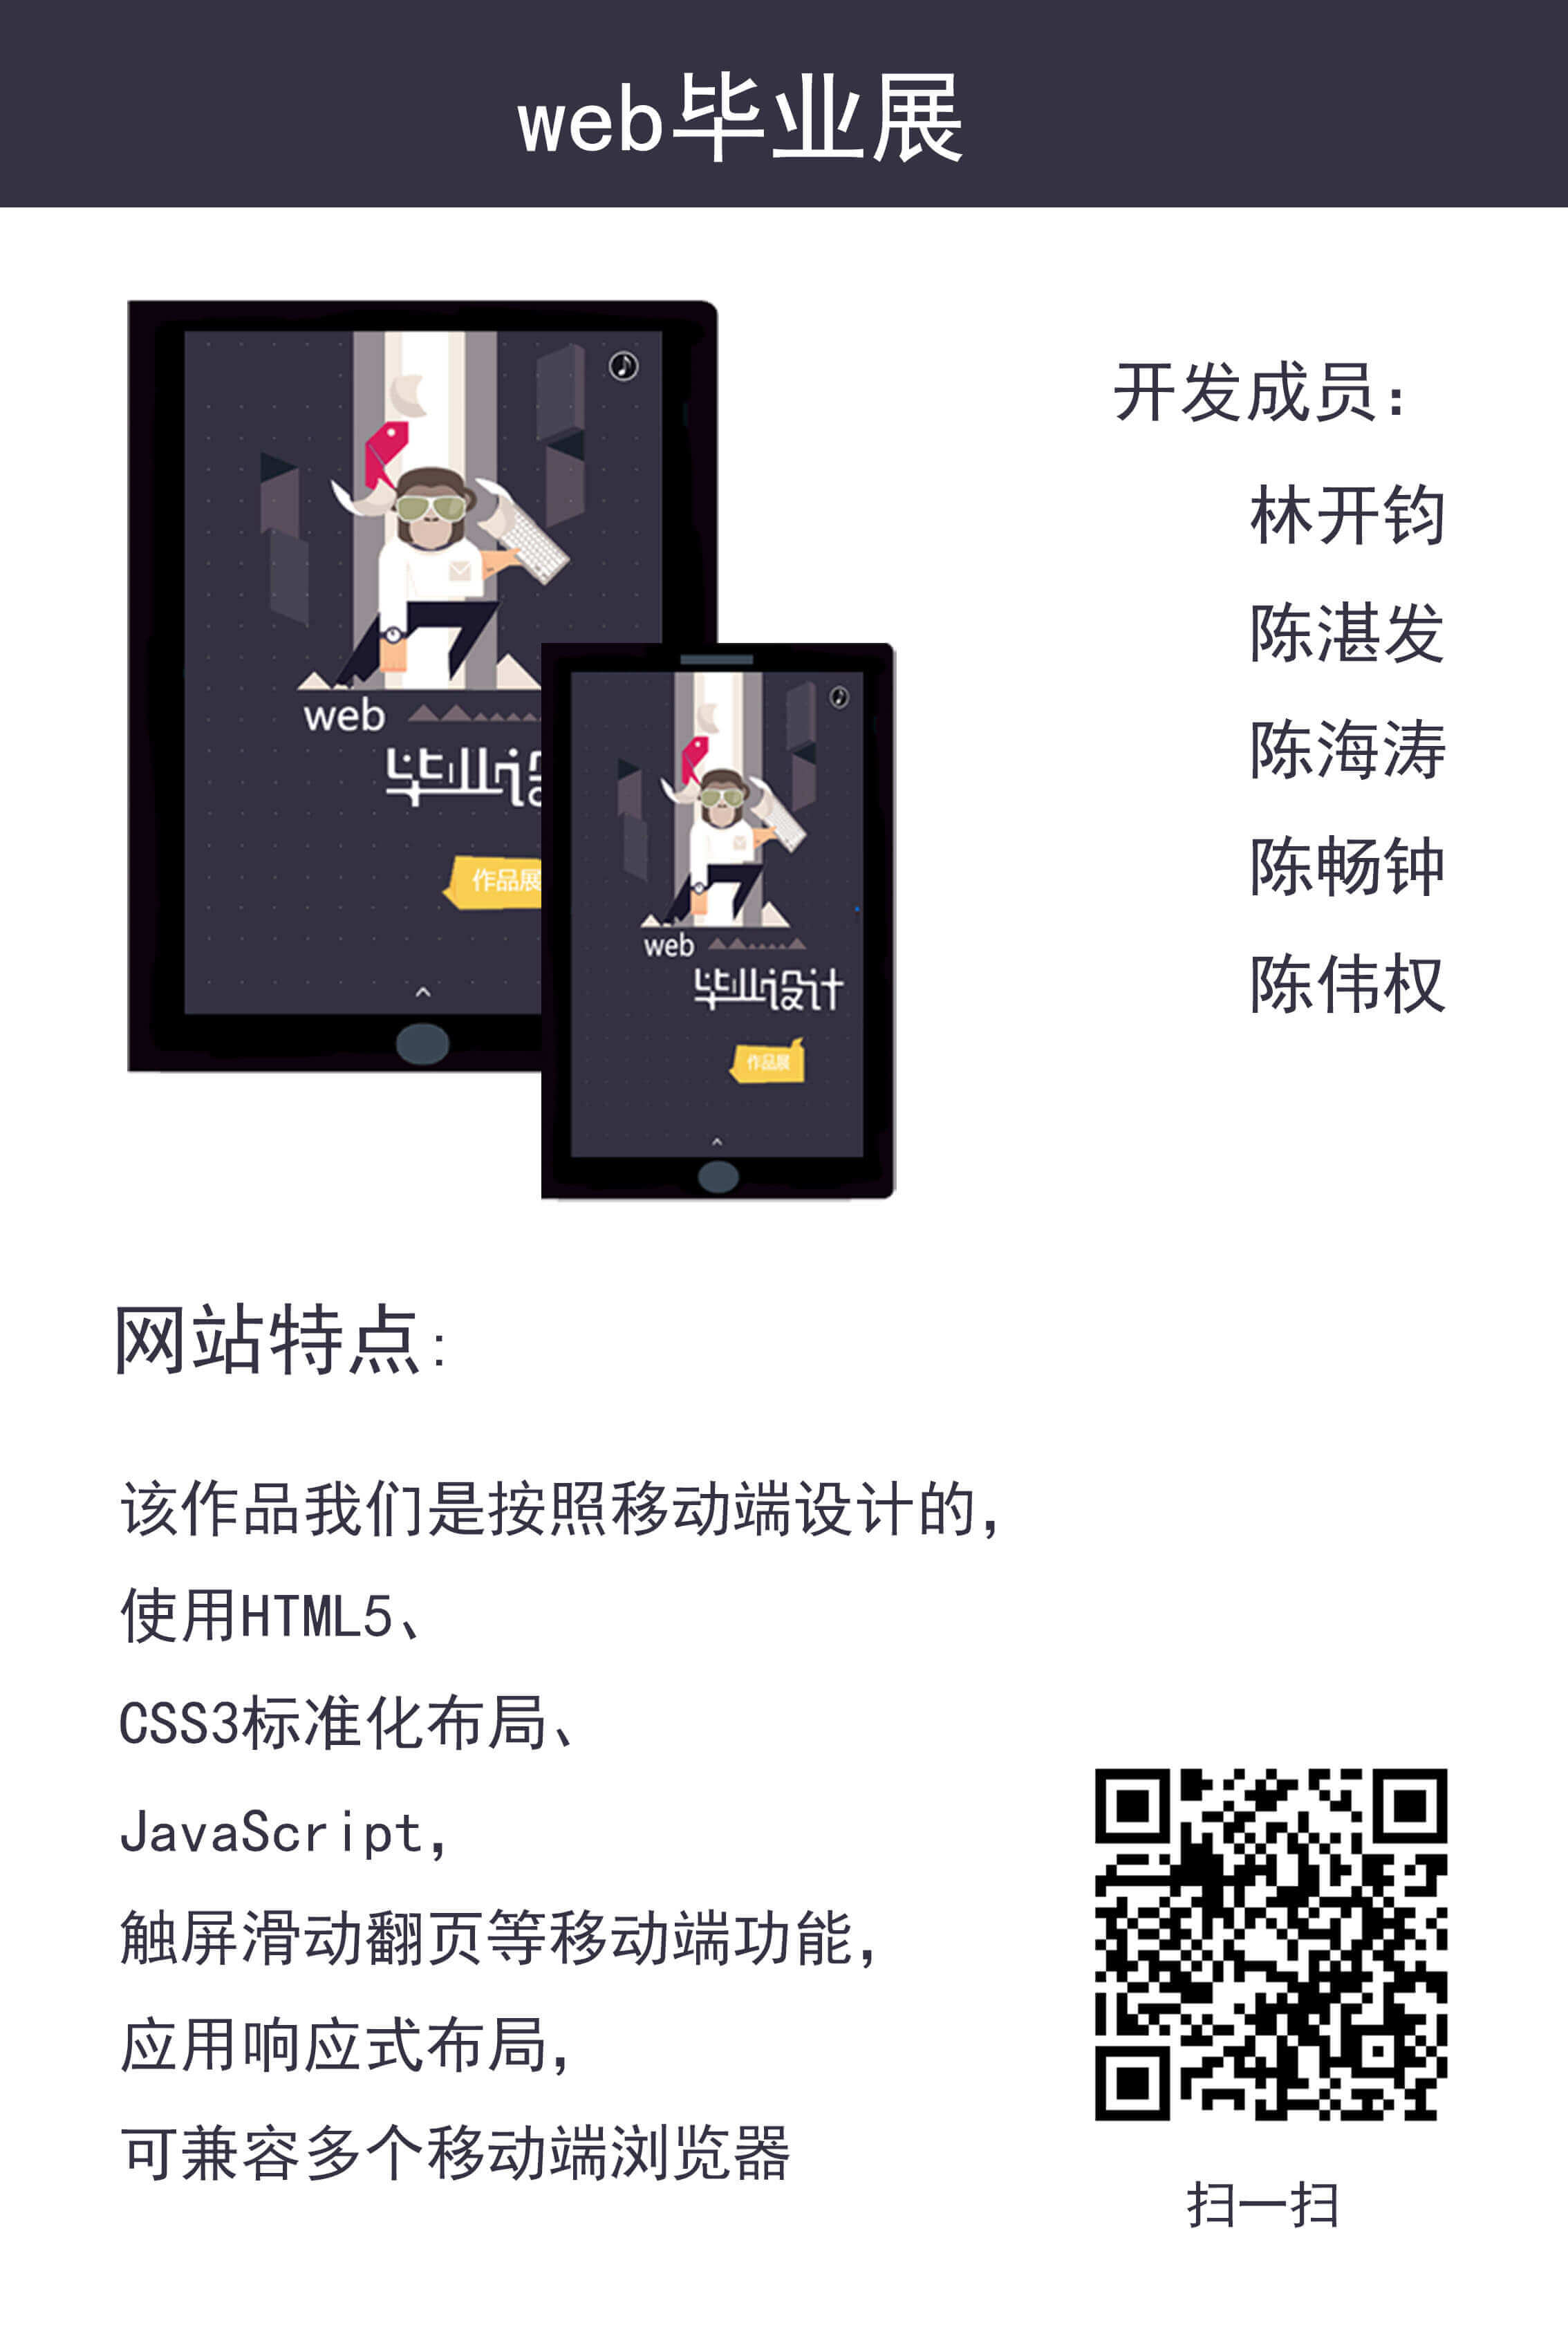 web毕业展
web
毕业设
作品展
web
毕业设计
作品展
开发成员：
林开钧
陈湛发
陈海涛
陈畅钟
陈伟权
网站特点:
该作品我们是按照移动端设计的，
使用HTML5、
CSS3标准化布局、
JavaScript，
触屏滑动翻页等移动端功能，
应用响应式布局，
可兼容多个移动端浏览器
扫一扫